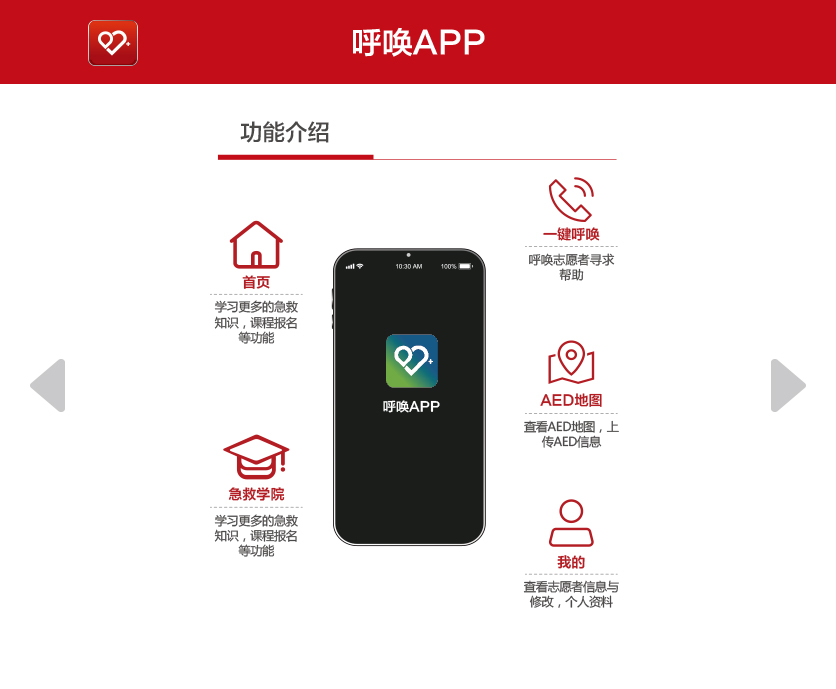 呼唤APP
功能介绍
首页
学习更多的急救
知识，课程报名
等功能
急救学院
学习更多的急救
知识，课程报名
等功能
10:30 AM
100%
呼唤APP
一键呼唤
呼唤志愿者寻求
帮助
AED地图
查看AED地图，上
传AED信息
我的
查看志愿者信息与
修改，个人资料